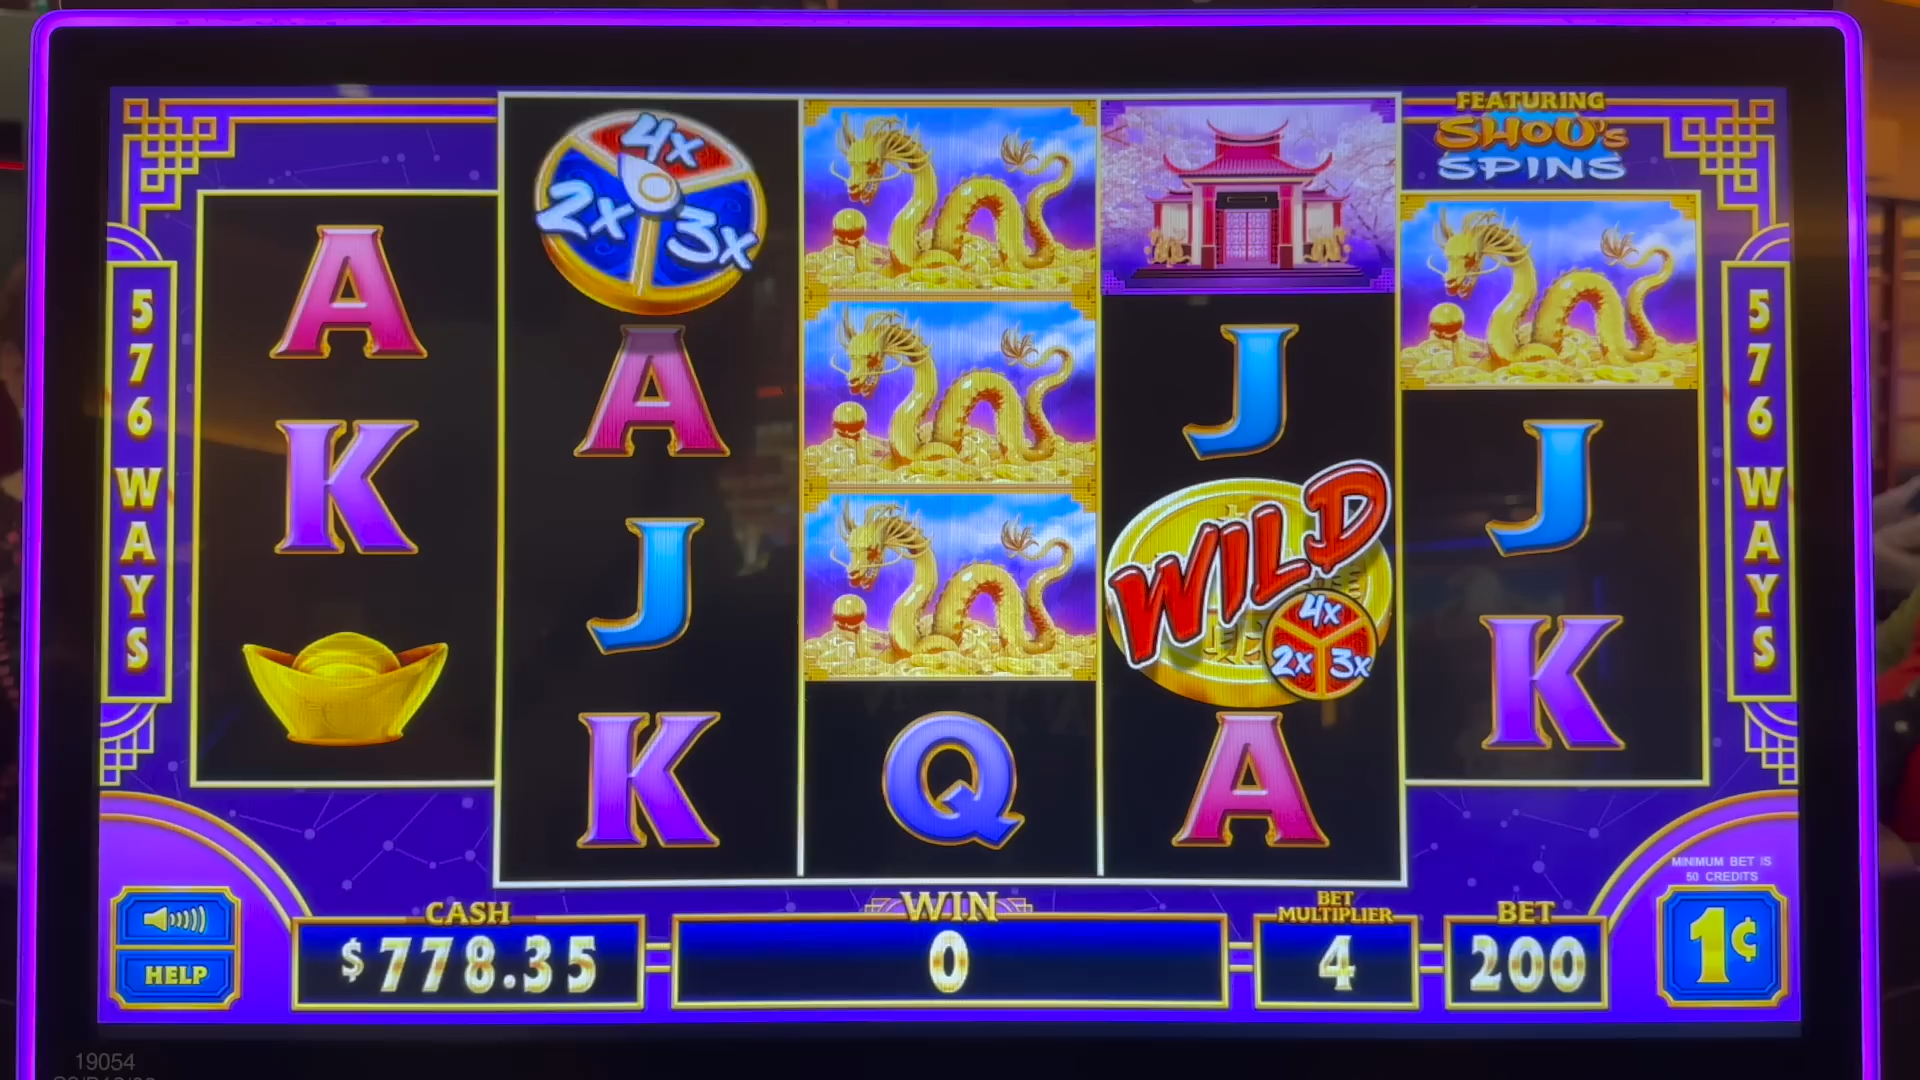 FEATURING
SHOU'S
SPINS
576 WAYS
576 WAYS
A
K
4x
2x
3x
A
J
K
Q
J
WILD
4x
2x 3x
A
J
K
MINIMUM BET IS
50 CREDITS
CASH
$778.35
WIN
0
BET
MULTIPLIER
4
BET
200
1¢
HELP
19054